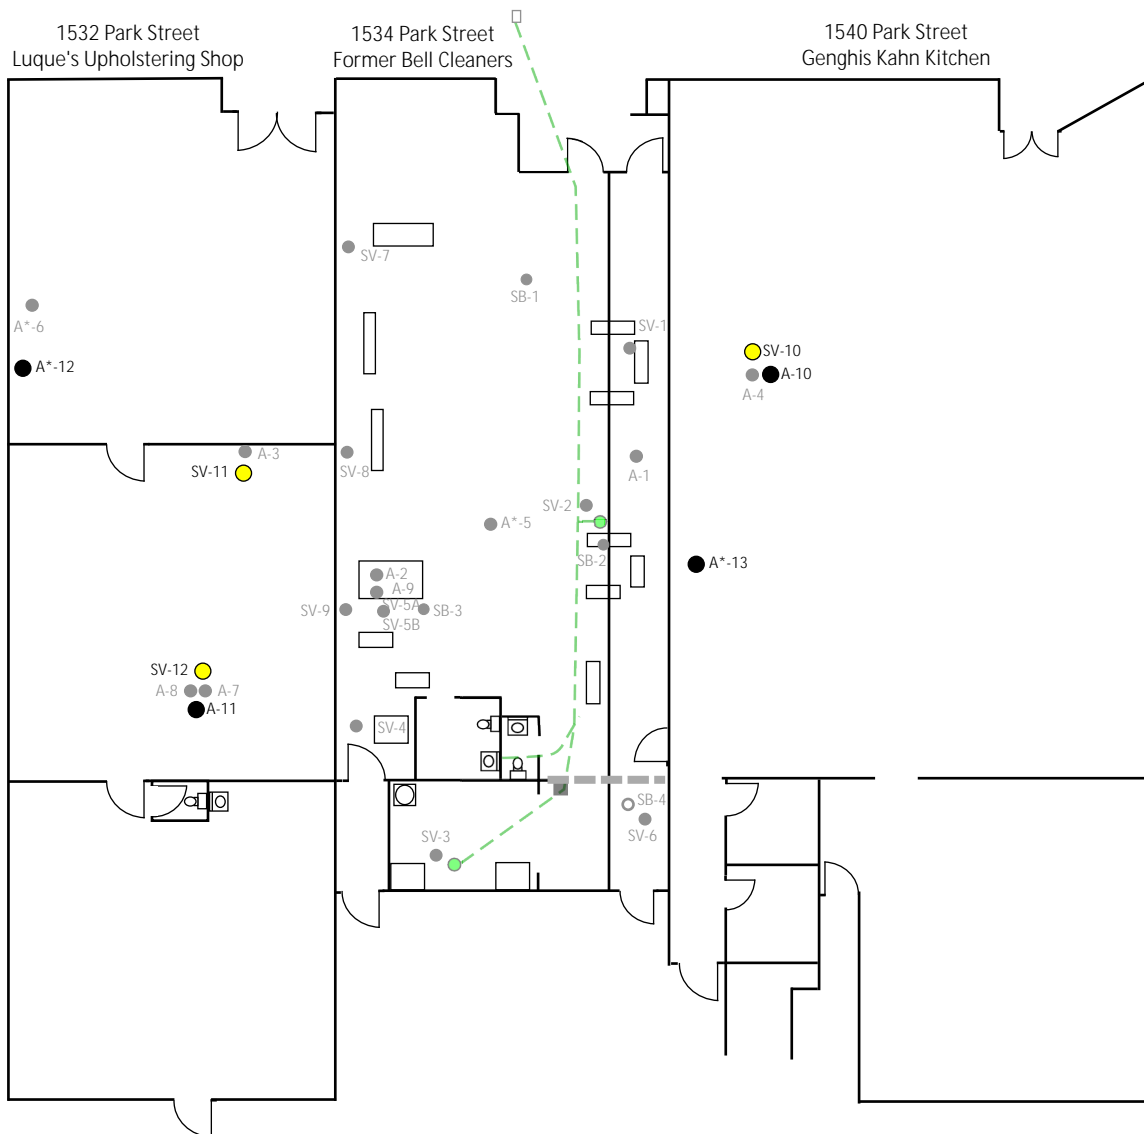 1532 Park Street
Luque's Upholstering Shop
1534 Park Street
Former Bell Cleaners
1540 Park Street
Genghis Kahn Kitchen
SV-7
SB-1
A*-6
A*-12
SV-1
SV-10
A-10
A-4
A-3
SV-11
SV-8
A-1
SV-2
A*-5
SB-2
A*-13
A-2
A-9
SV-5A
SV-9
SB-3
SV-5B
SV-12
A-8
A-7
A-11
SV-4
SB-4
SV-6
SV-3